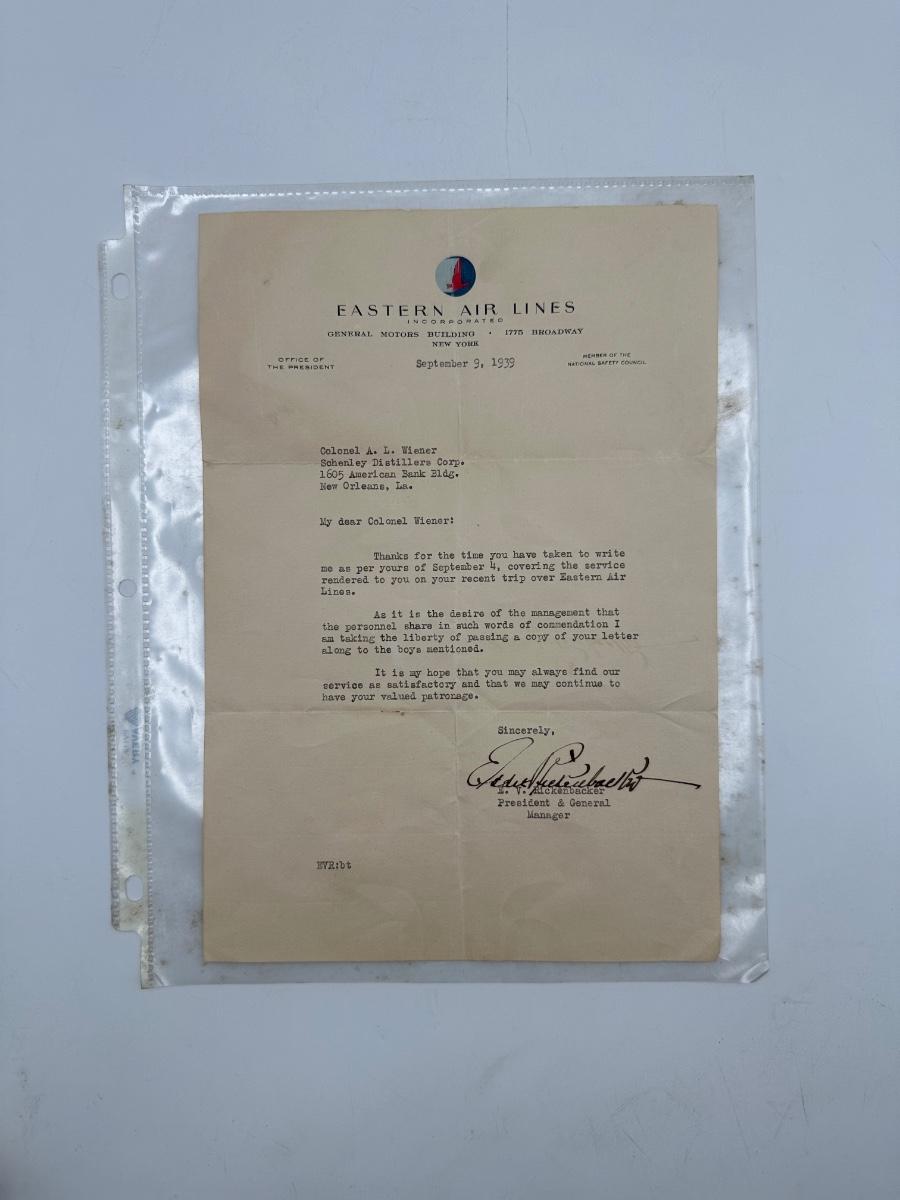 EASTERN AIR LINES
INCORPORATED
GENERAL MOTORS BUILDING • 1775 BROADWAY
NEW YORK
OFFICE OF
THE PRESIDENT
September 9, 1939
MEMBER OF THE
NATIONAL SAFETY COUNCIL
Colonel A. L. Wiener
Schenley Distillers Corp.
1605 American Bank Bldg.
New Orleans, La.
My dear Colonel Wiener:
Thanks for the time you have taken to write
me as per yours of September 4, covering the service
rendered to you on your recent trip over Eastern Air
Lines.
As it is the desire of the management that
the personnel share in such words of commendation I
am taking the liberty of passing a copy of your letter
along to the boys mentioned.
It is my hope that you may always find our
service as satisfactory and that we may continue to
have your valued patronage.
Sincerely,
Eddie Rickenbacker
E. V. Rickenbacker
President & General
Manager
EVR:bt